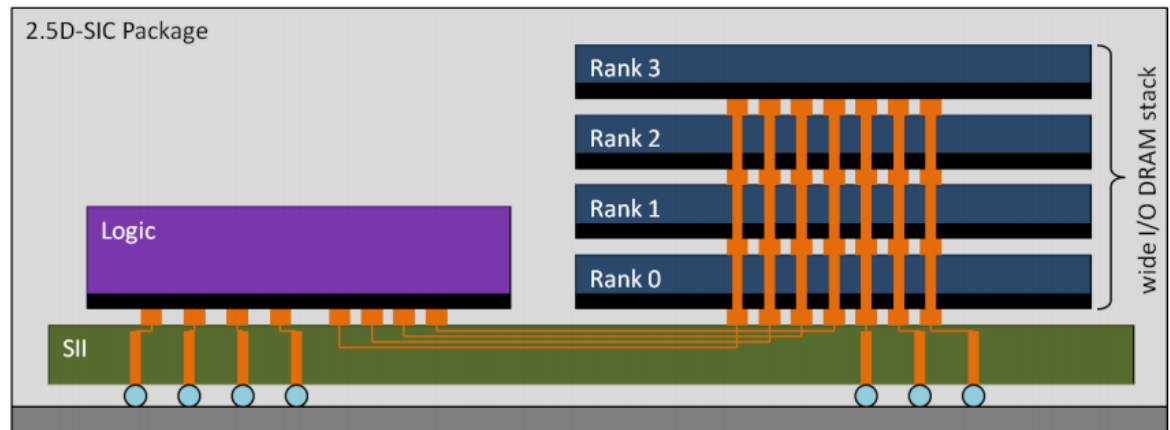 2.5D-SIC Package
Rank 3
Rank 2
Rank 1
Rank 0
wide I/O DRAM stack
Logic
SII